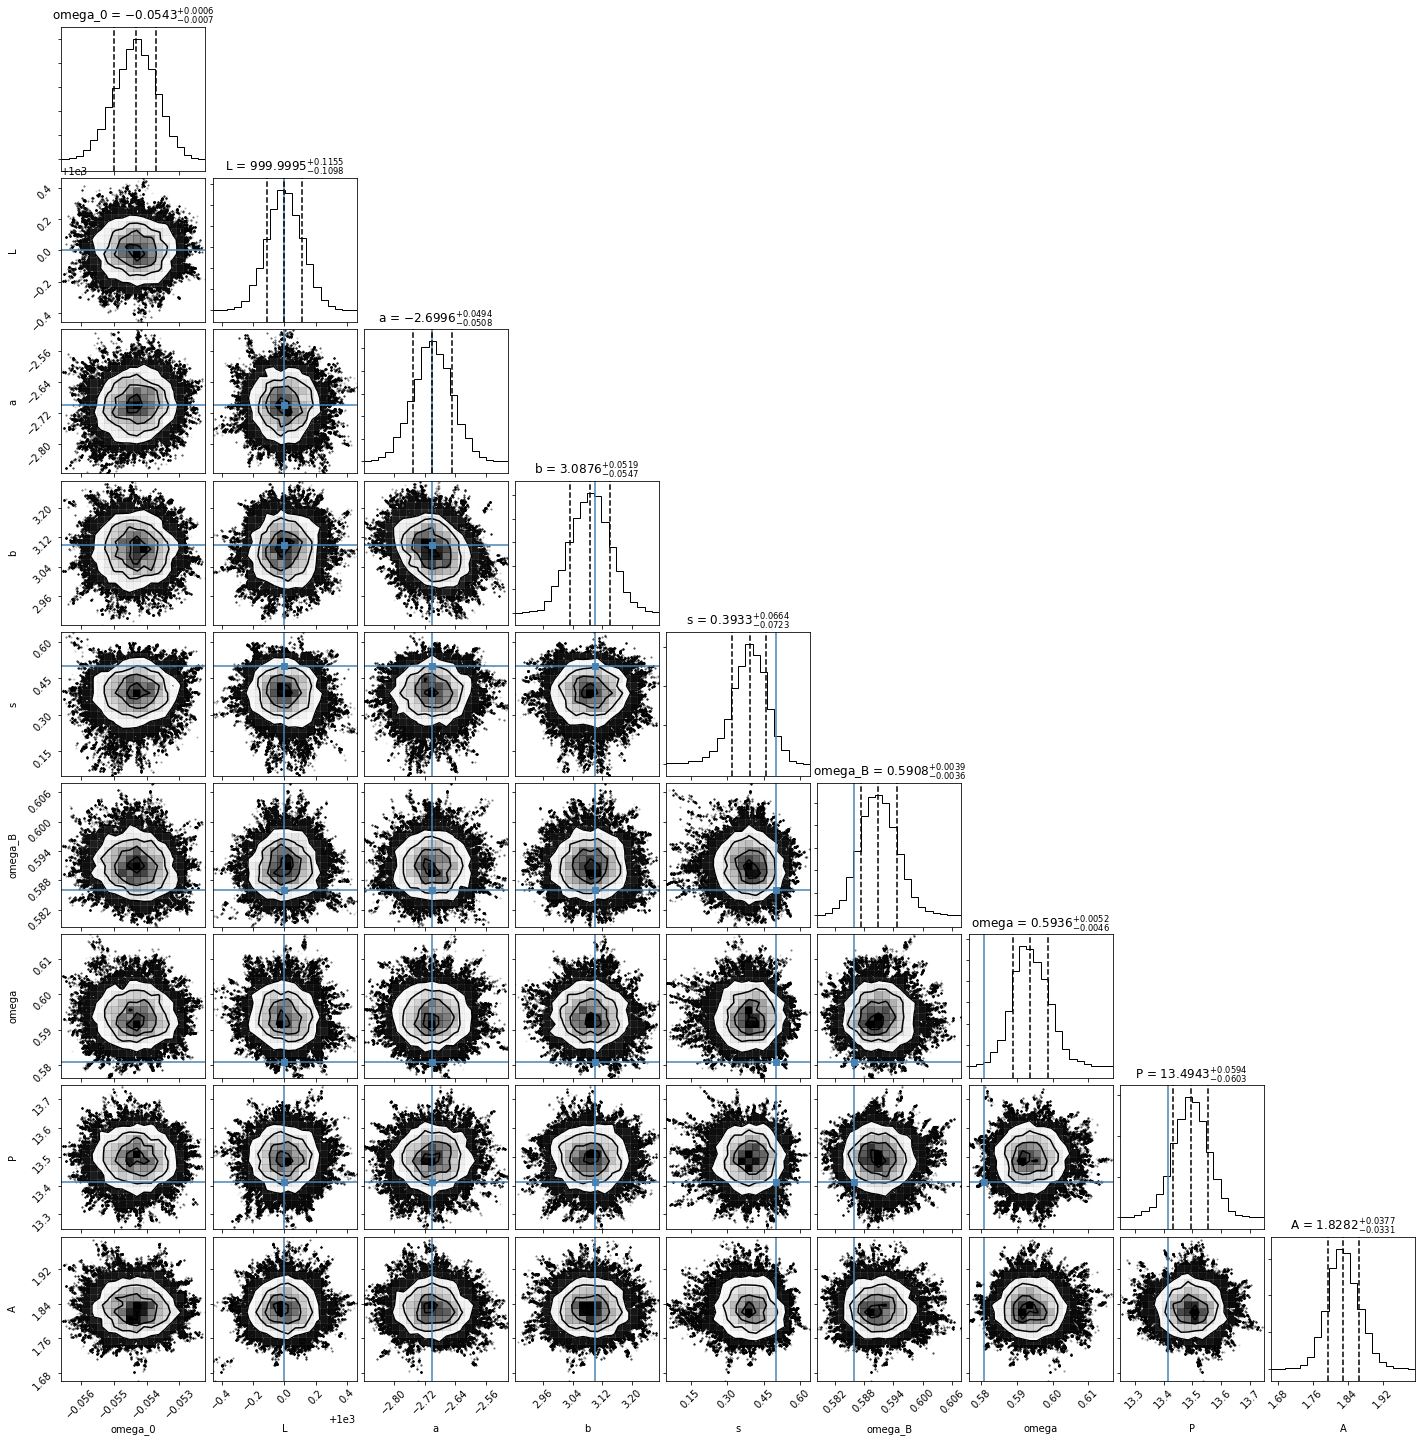 omega_0 = −0.0543+0.0006−0.0007
+1e3
L = 999.9995+0.1155−0.1098
0.4
0.2
0.0
−0.2
−0.4
L
a = −2.6996+0.0494−0.0508
−2.56
−2.64
−2.72
−2.80
a
b = 3.0876+0.0519−0.0547
3.20
3.12
3.04
2.96
b
s = 0.3933+0.0664−0.0723
0.60
0.45
0.30
0.15
s
omega_B = 0.5908+0.0039−0.0036
0.606
0.600
0.594
0.588
0.582
omega_B
omega = 0.5936+0.0052−0.0046
0.61
0.60
0.59
0.58
omega
P = 13.4943+0.0594−0.0603
13.7
13.6
13.5
13.4
13.3
P
A = 1.8282+0.0377−0.0331
1.92
1.84
1.76
1.68
A
−0.056 −0.055 −0.054 −0.053 −0.4 −0.2 0.0 0.2 0.4 −2.80 −2.72 −2.64 −2.56 2.96 3.04 3.12 3.20 0.15 0.30 0.45 0.60 0.582 0.588 0.594 0.600 0.606 0.58 0.59 0.60 0.61 13.3 13.4 13.5 13.6 13.7 1.68 1.76 1.84 1.92
+1e3
omega_0 L a b s omega_B omega P A